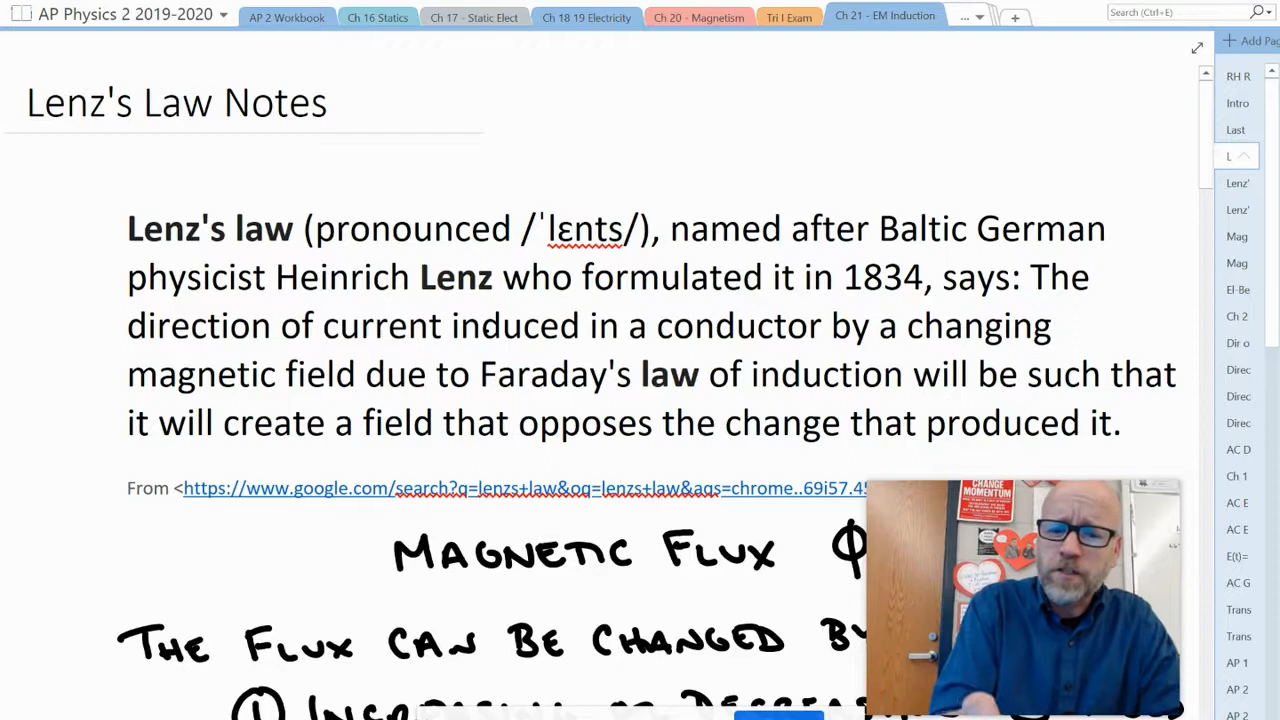 AP Physics 2 2019-2020
AP 2 Workbook
Ch 16 Statics
Ch 17 - Static Elect
Ch 18 19 Electricity
Ch 20 - Magnetism
Tri I Exam
Ch 21 - EM Induction
...
Search (Ctrl+E)
Add Pag
Lenz's Law Notes
Lenz's law (pronounced /ˈlɛnts/), named after Baltic German
physicist Heinrich Lenz who formulated it in 1834, says: The
direction of current induced in a conductor by a changing
magnetic field due to Faraday's law of induction will be such that
it will create a field that opposes the change that produced it.
From <https://www.google.com/search?q=lenzs+law&oq=lenzs+law&aqs=chrome..69i57.45
MAGNETIC FLUX Φ
THE FLUX CAN BE CHANGED BY
① INCREASING OR DECREASING
CHANGE
MOMENTUM
RH R
Intro
Last
L
Lenz'
Lenz'
Mag
Mag
El-Be
Ch 2
Dir o
Direc
Direc
Direc
AC D
Ch 1
AC E
AC E
E(t)=
AC G
Trans
Trans
AP 1
AP 2
AP 2